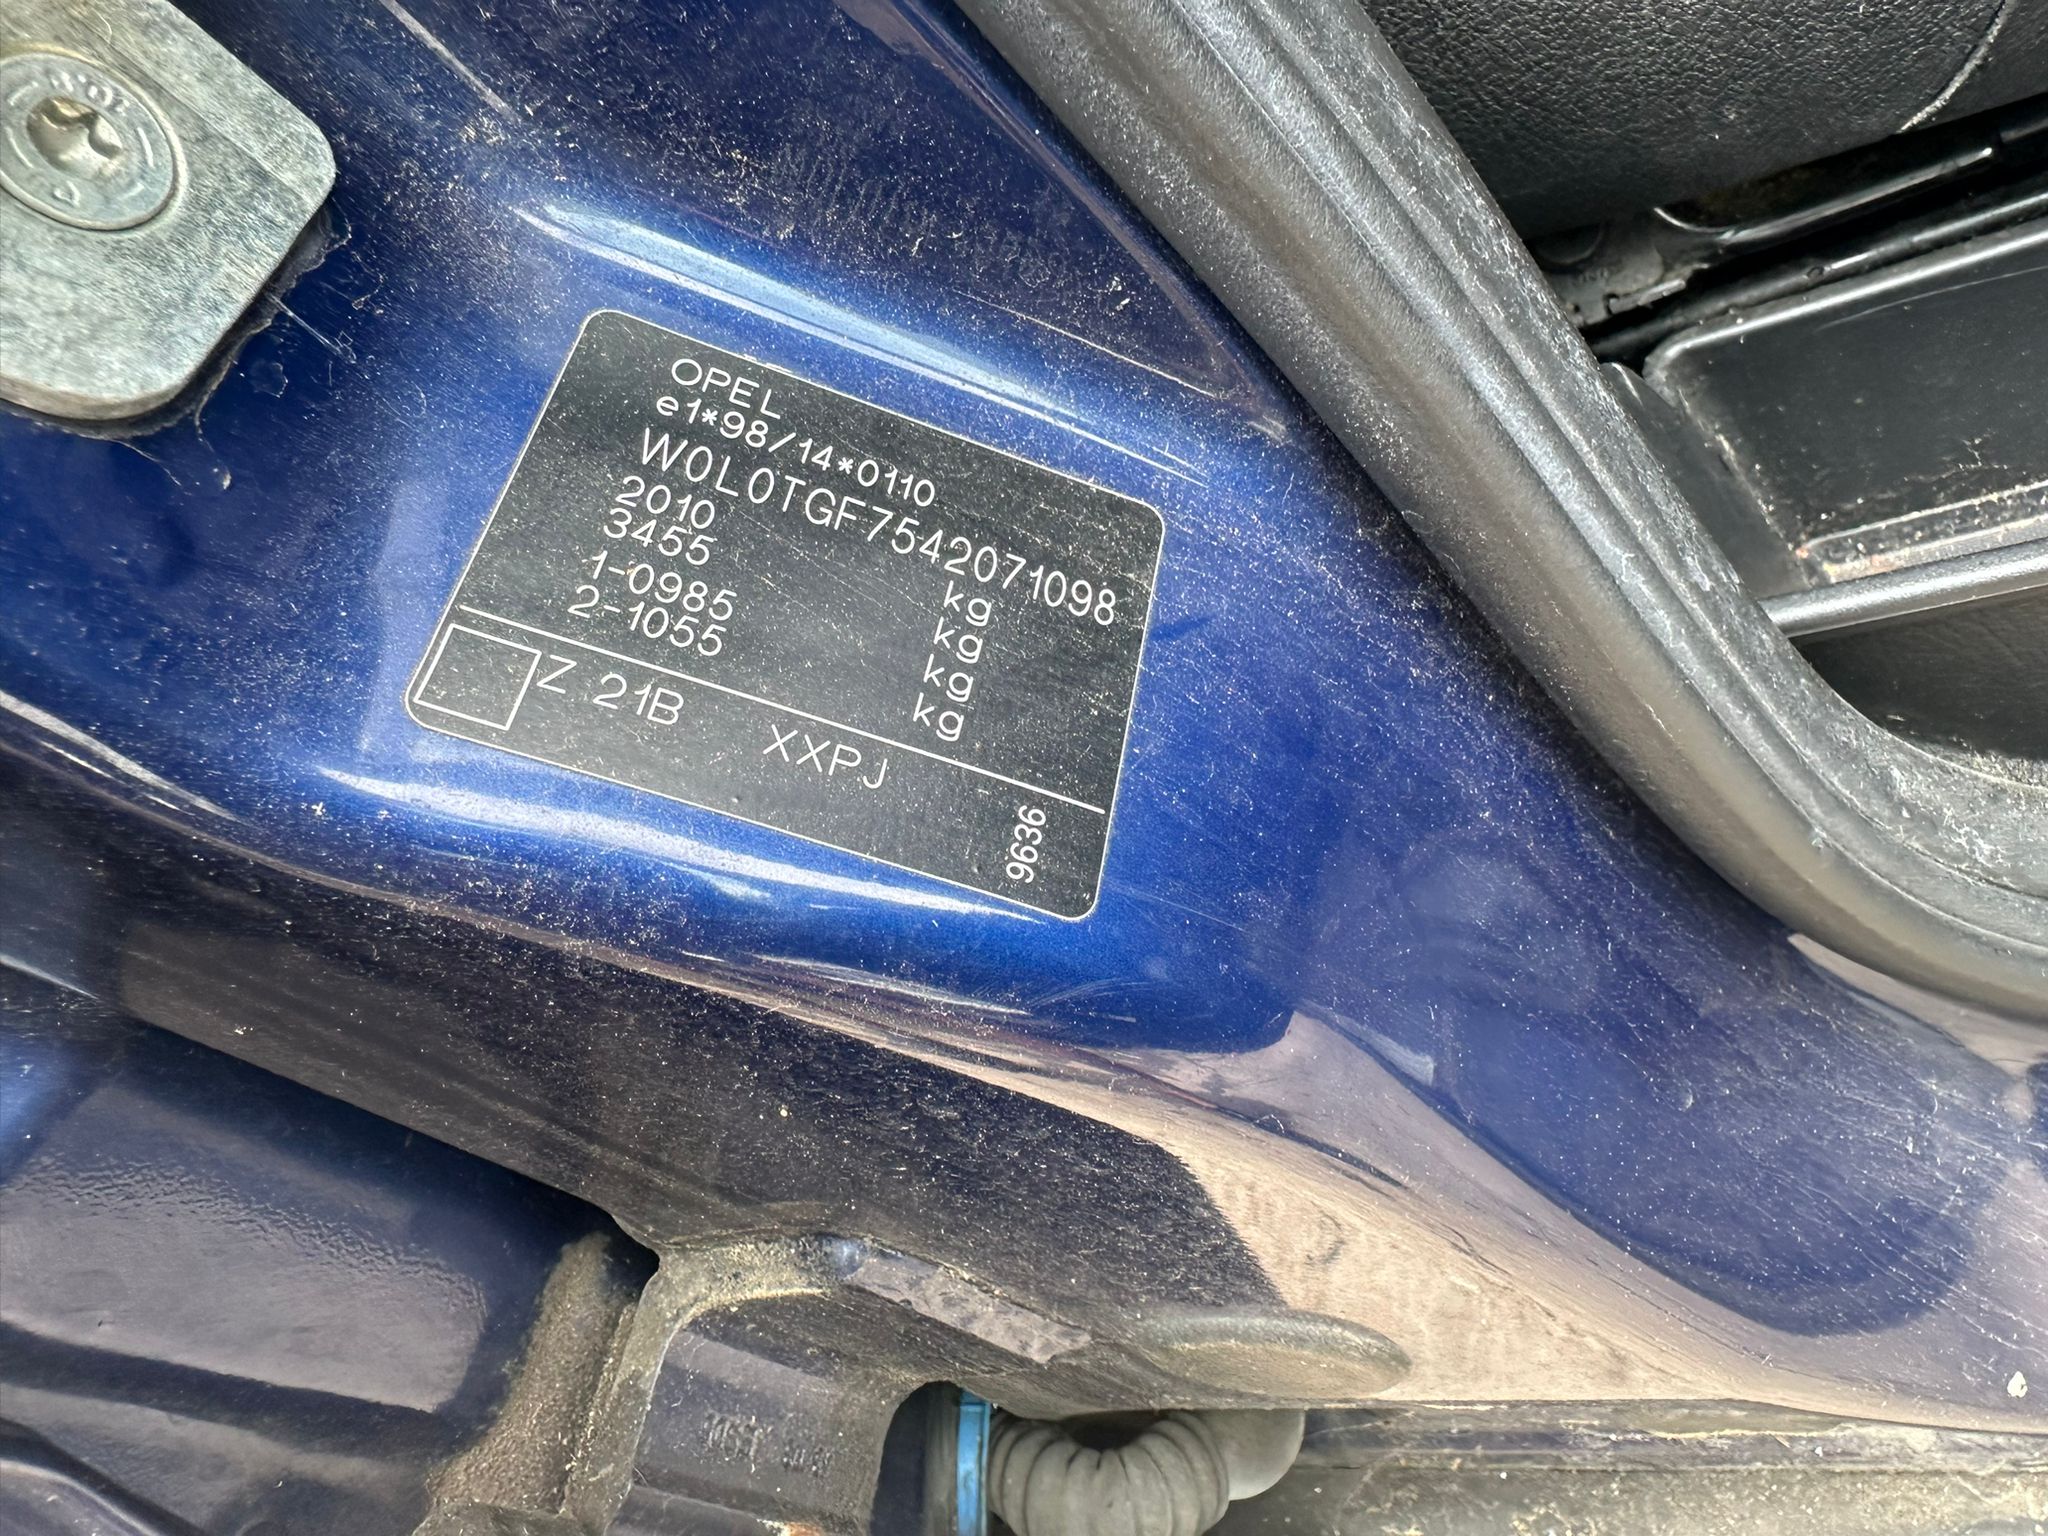 OPEL
e1*98/14*0110
W0L0TGF7542071098
2010 kg
3455 kg
1-0985 kg
2-1055 kg
Z 21B XXPJ
9636